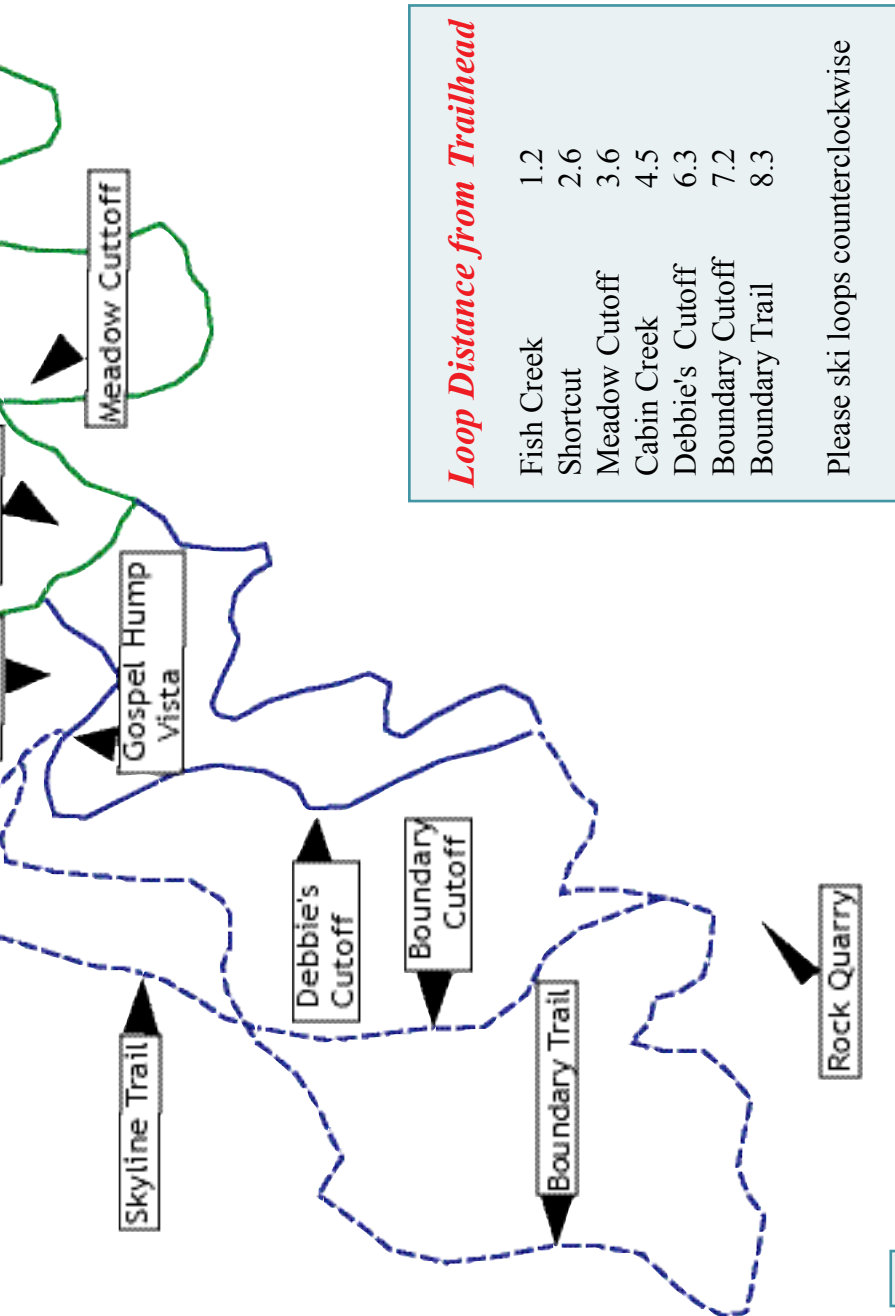 Meadow Cuttoff
Gospel Hump
Vista
Debbie's
Cutoff
Boundary
Cutoff
Skyline Trail
Boundary Trail
Rock Quarry
Loop Distance from Trailhead
Fish Creek 1.2
Shortcut 2.6
Meadow Cutoff 3.6
Cabin Creek 4.5
Debbie's Cutoff 6.3
Boundary Cutoff 7.2
Boundary Trail 8.3
Please ski loops counterclockwise